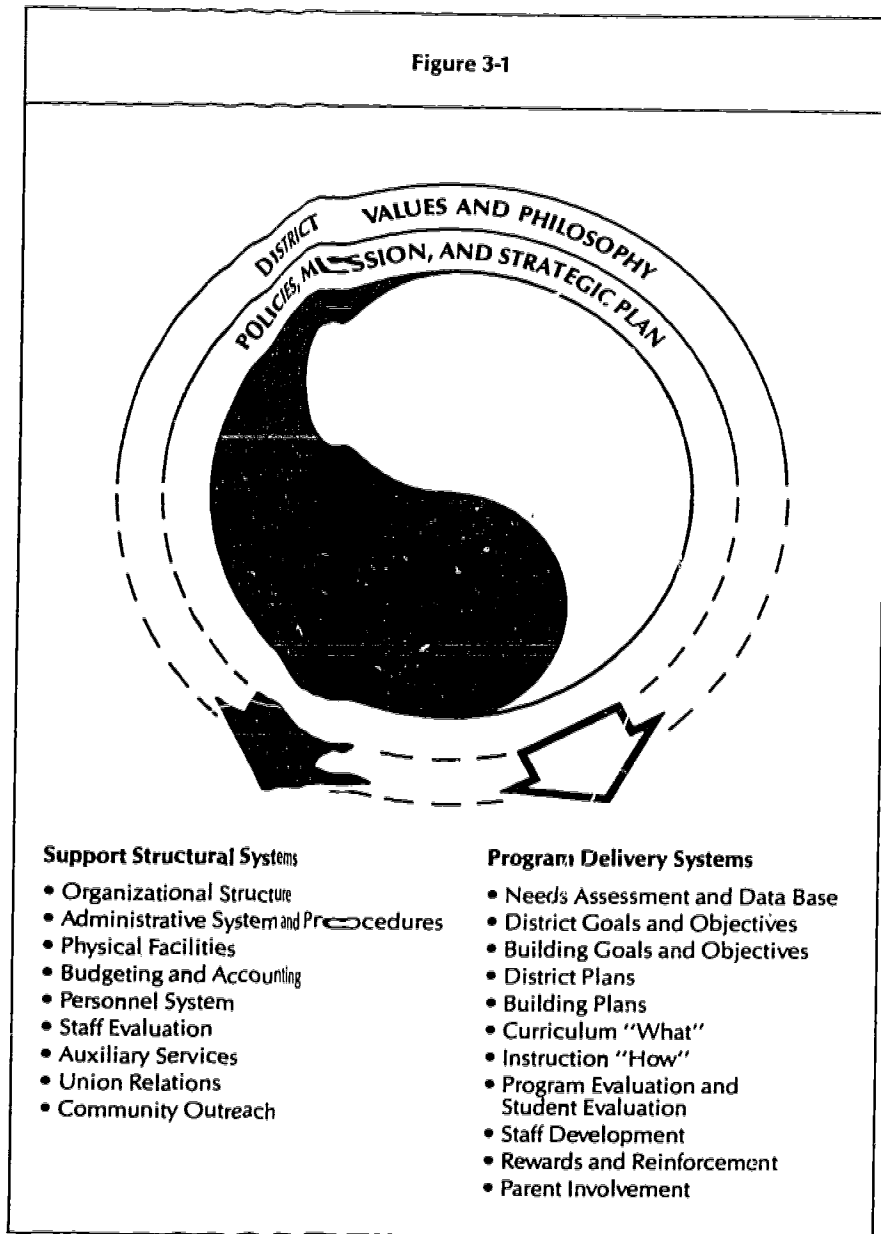 Figure 3-1
DISTRICT VALUES AND PHILOSOPHY
POLICIES, MISSION, AND STRATEGIC PLAN
Support Structural Systems
• Organizational Structure
• Administrative System and Procedures
• Physical Facilities
• Budgeting and Accounting
• Personnel System
• Staff Evaluation
• Auxiliary Services
• Union Relations
• Community Outreach
Program Delivery Systems
• Needs Assessment and Data Base
• District Goals and Objectives
• Building Goals and Objectives
• District Plans
• Building Plans
• Curriculum "What"
• Instruction "How"
• Program Evaluation and
Student Evaluation
• Staff Development
• Rewards and Reinforcement
• Parent Involvement